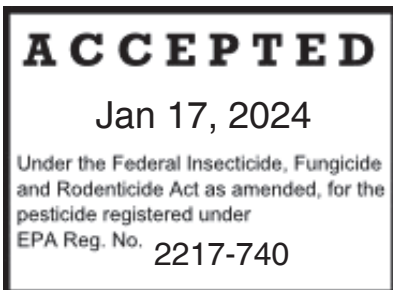 ACCEPTED
Jan 17, 2024
Under the Federal Insecticide, Fungicide
and Rodenticide Act as amended, for the
pesticide registered under
EPA Reg. No. 2217-740